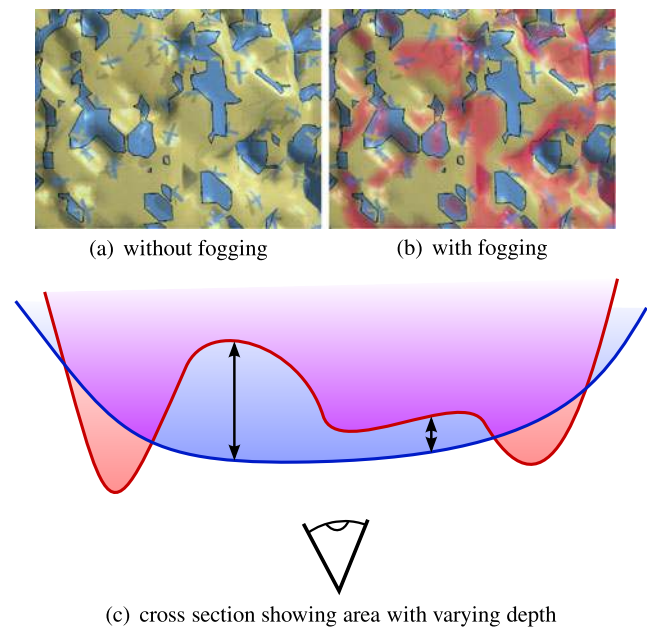 (a) without fogging
(b) with fogging
(c) cross section showing area with varying depth